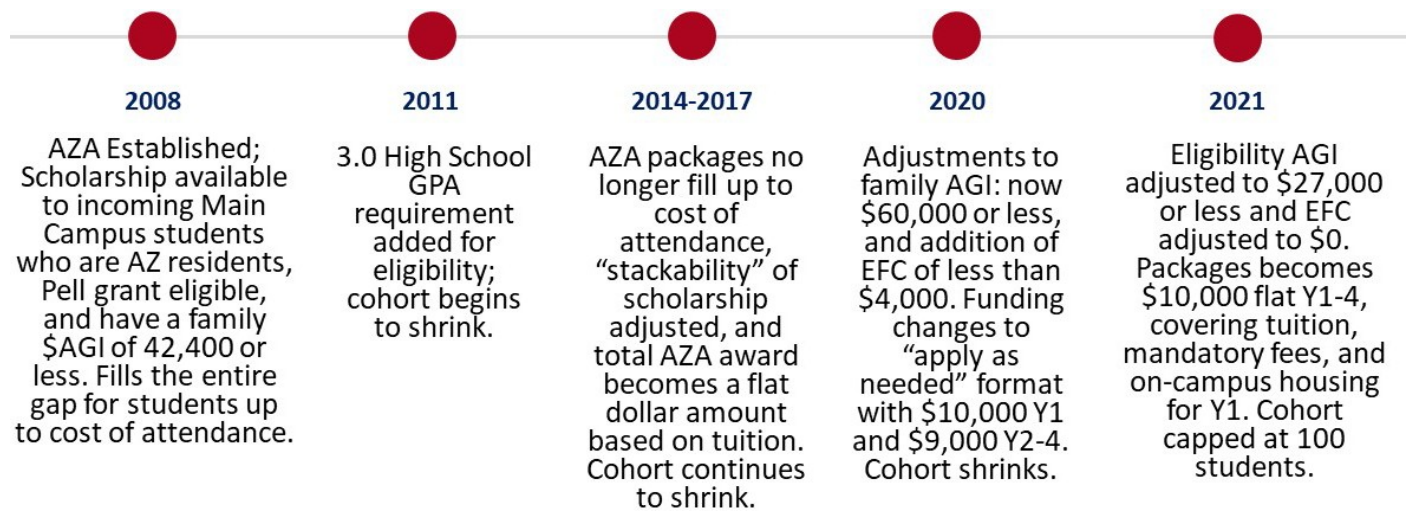 2008
AZA Established;
Scholarship available
to incoming Main
Campus students
who are AZ residents,
Pell grant eligible,
and have a family
$AGI of 42,400 or
less. Fills the entire
gap for students up
to cost of attendance.
2011
3.0 High School
GPA
requirement
added for
eligibility;
cohort begins
to shrink.
2014-2017
AZA packages no
longer fill up to
cost of
attendance,
“stackability” of
scholarship
adjusted, and
total AZA award
becomes a flat
dollar amount
based on tuition.
Cohort continues
to shrink.
2020
Adjustments to
family AGI: now
$60,000 or less,
and addition of
EFC of less than
$4,000. Funding
changes to
“apply as
needed” format
with $10,000 Y1
and $9,000 Y2-4.
Cohort shrinks.
2021
Eligibility AGI
adjusted to $27,000
or less and EFC
adjusted to $0.
Packages becomes
$10,000 flat Y1-4,
covering tuition,
mandatory fees, and
on-campus housing
for Y1. Cohort
capped at 100
students.